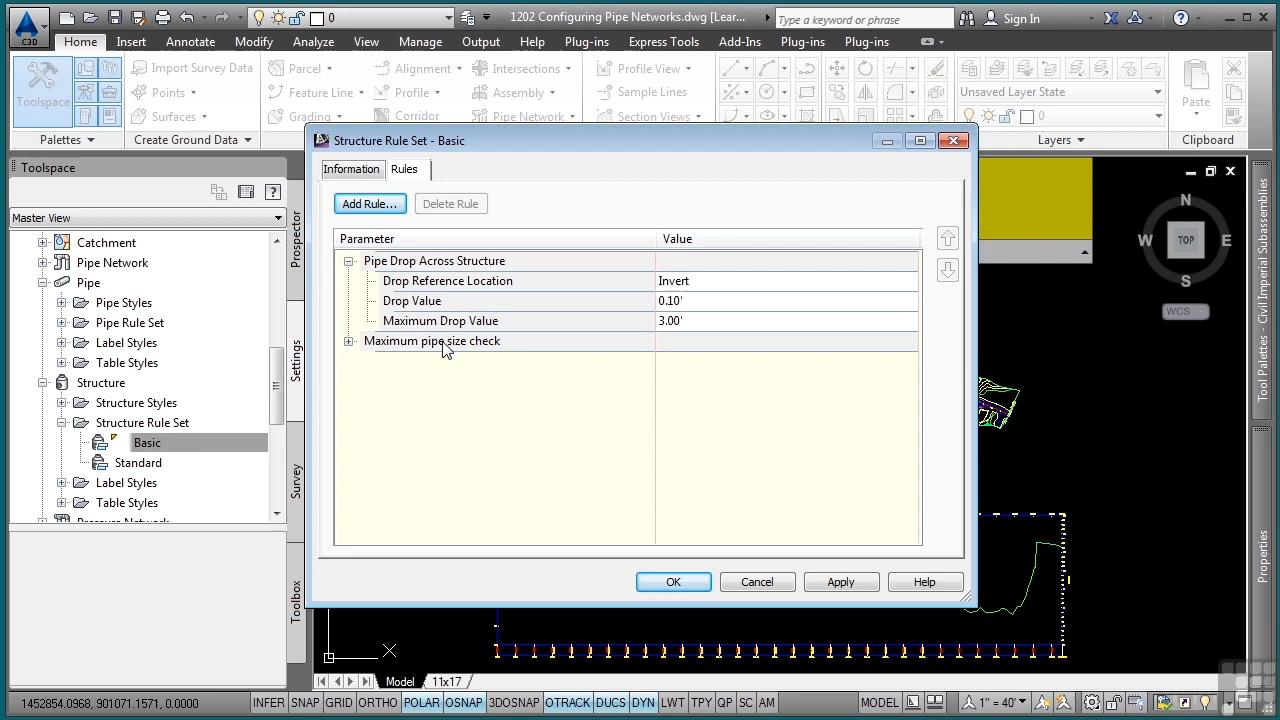 1202 Configuring Pipe Networks.dwg [Lear...
Type a keyword or phrase
Sign In
0
C3D
Home Insert Annotate Modify Analyze View Manage Output Help Plug-ins Express Tools Add-Ins Plug-ins Plug-ins
Toolspace
Import Survey Data
Points
Surfaces
Parcel
Feature Line
Grading
Alignment
Profile
Corridor
Intersections
Assembly
Pipe Network
Profile View
Sample Lines
Section Views
Unsaved Layer State
0
Paste
Palettes
Create Ground Data
Layers
Clipboard
Toolspace
Master View
Catchment
Pipe Network
Pipe
Pipe Styles
Pipe Rule Set
Label Styles
Table Styles
Structure
Structure Styles
Structure Rule Set
Basic
Standard
Label Styles
Table Styles
Prospector
Settings
Survey
Toolbox
Structure Rule Set - Basic
Information Rules
Add Rule... Delete Rule
Parameter Value
Pipe Drop Across Structure
Drop Reference Location Invert
Drop Value 0.10'
Maximum Drop Value 3.00'
Maximum pipe size check
OK Cancel Apply Help
N
W TOP E
S
WCS
Tool Palettes - Civil Imperial Subassemblies
Properties
Model 11x17
1452854.0968, 901071.1571, 0.0000
INFER SNAP GRID ORTHO POLAR OSNAP 3DOSNAP OTRACK DUCS DYN LWT TPY QP SC AM
MODEL
1" = 40'